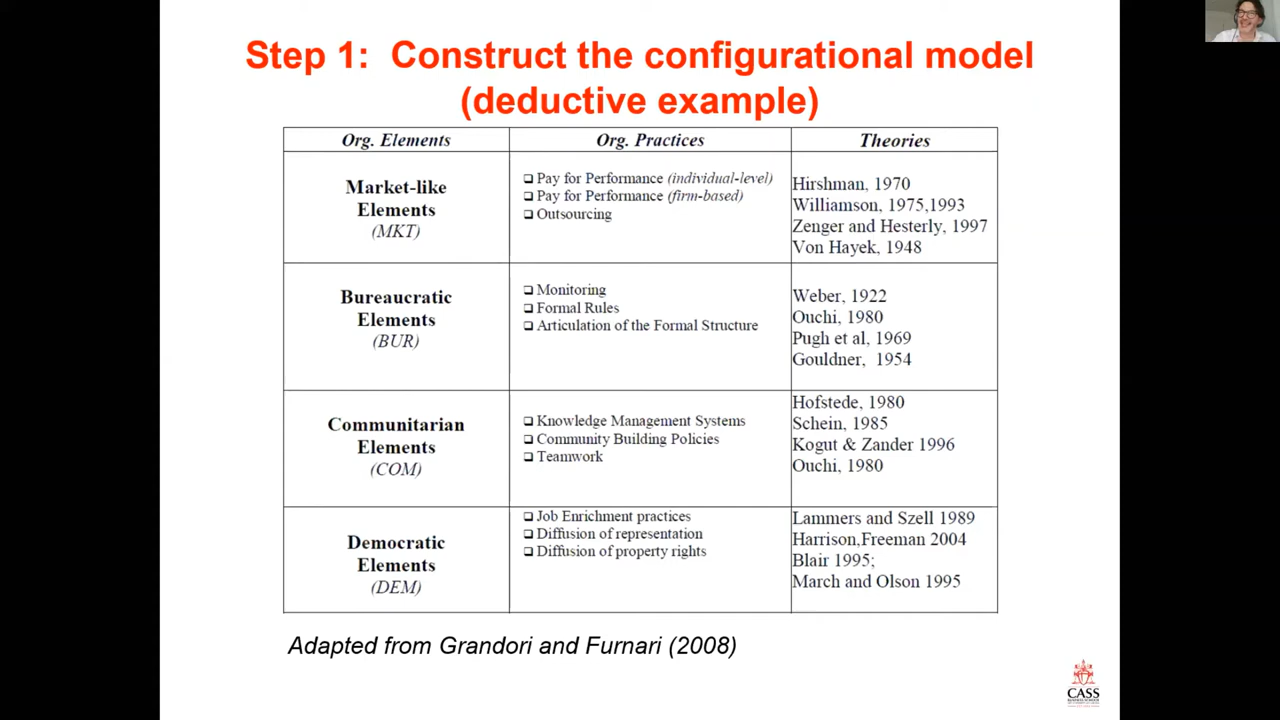 Step 1: Construct the configurational model
(deductive example)
Org. Elements
Org. Practices
Theories
Market-like
Elements
(MKT)
❑ Pay for Performance (individual-level)
❑ Pay for Performance (firm-based)
❑ Outsourcing
Hirshman, 1970
Williamson, 1975,1993
Zenger and Hesterly, 1997
Von Hayek, 1948
Bureaucratic
Elements
(BUR)
❑ Monitoring
❑ Formal Rules
❑ Articulation of the Formal Structure
Weber, 1922
Ouchi, 1980
Pugh et al, 1969
Gouldner, 1954
Communitarian
Elements
(COM)
❑ Knowledge Management Systems
❑ Community Building Policies
❑ Teamwork
Hofstede, 1980
Schein, 1985
Kogut & Zander 1996
Ouchi, 1980
Democratic
Elements
(DEM)
❑ Job Enrichment practices
❑ Diffusion of representation
❑ Diffusion of property rights
Lammers and Szell 1989
Harrison,Freeman 2004
Blair 1995;
March and Olson 1995
Adapted from Grandori and Furnari (2008)
CASS